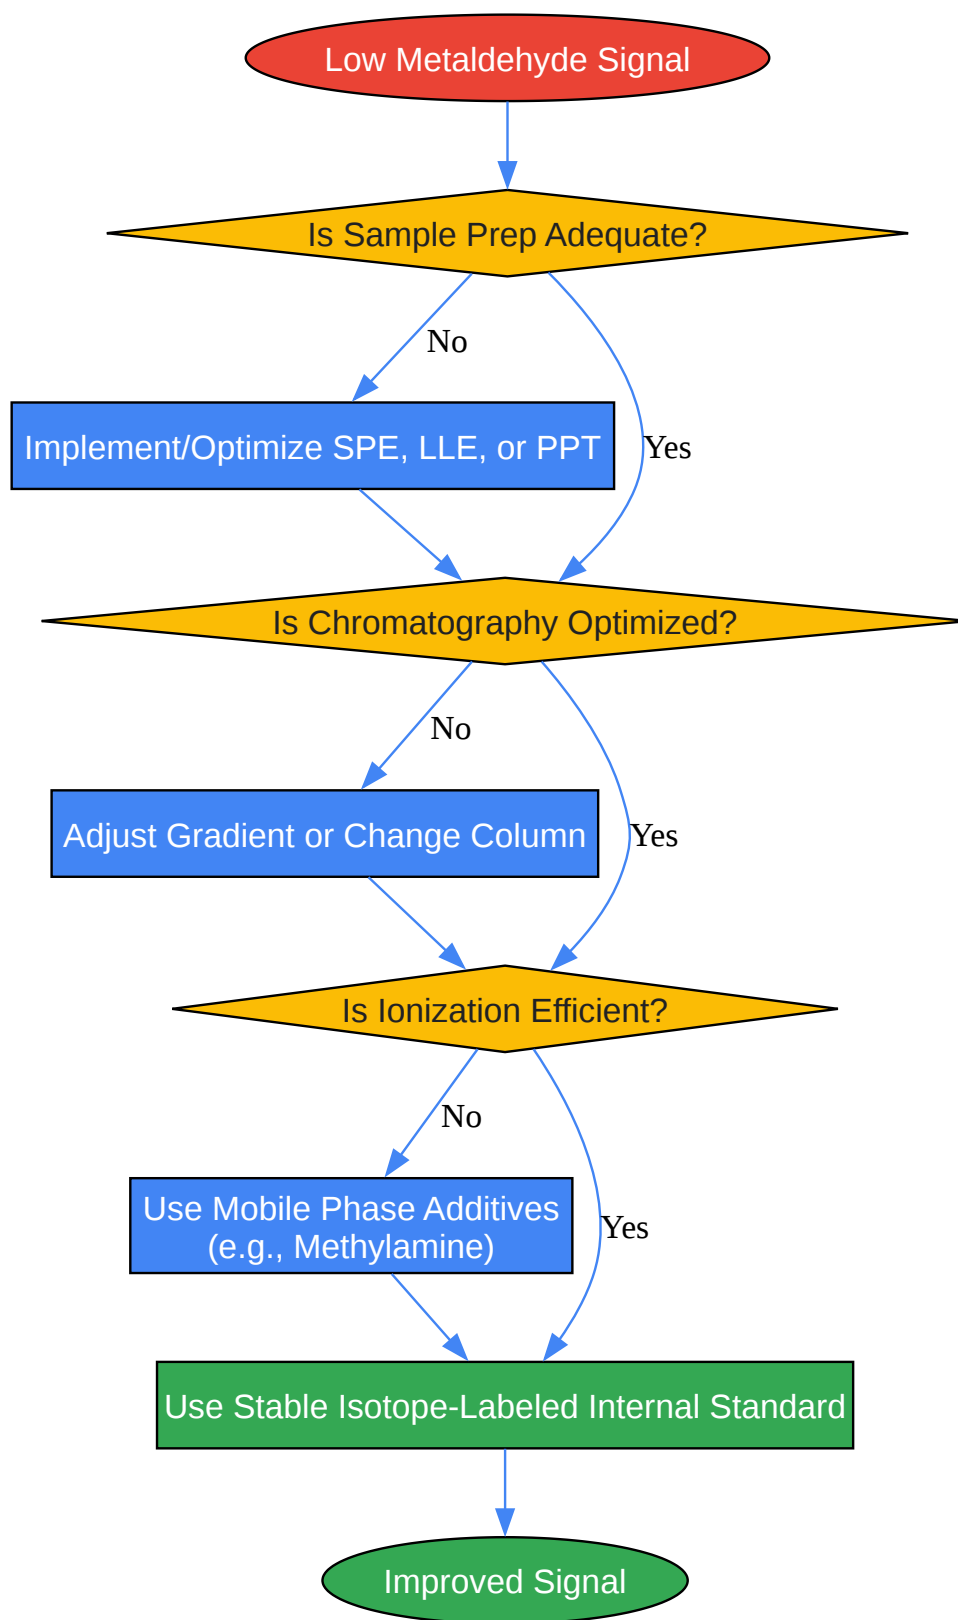 Low Metaldehyde Signal
Is Sample Prep Adequate?
No
Implement/Optimize SPE, LLE, or PPT
Yes
Is Chromatography Optimized?
No
Adjust Gradient or Change Column
Yes
Is Ionization Efficient?
No
Use Mobile Phase Additives
(e.g., Methylamine)
Yes
Use Stable Isotope-Labeled Internal Standard
Improved Signal